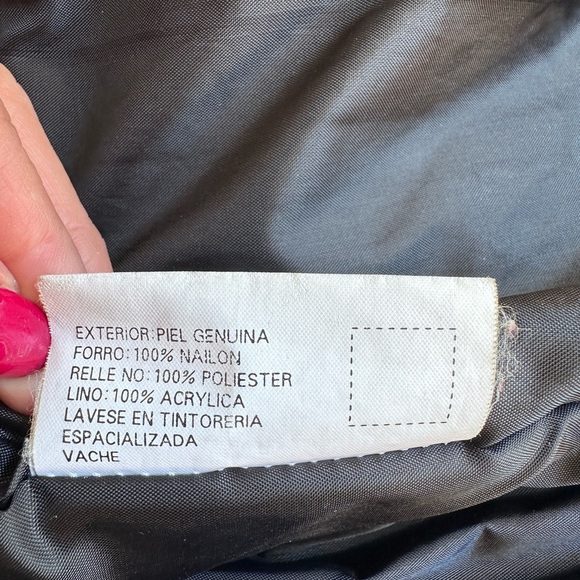 EXTERIOR:PIEL GENUINA
FORRO:100% NAILON
RELLE NO:100% POLIESTER
LINO:100% ACRYLICA
LAVESE EN TINTORERIA
ESPACIALIZADA
VACHE